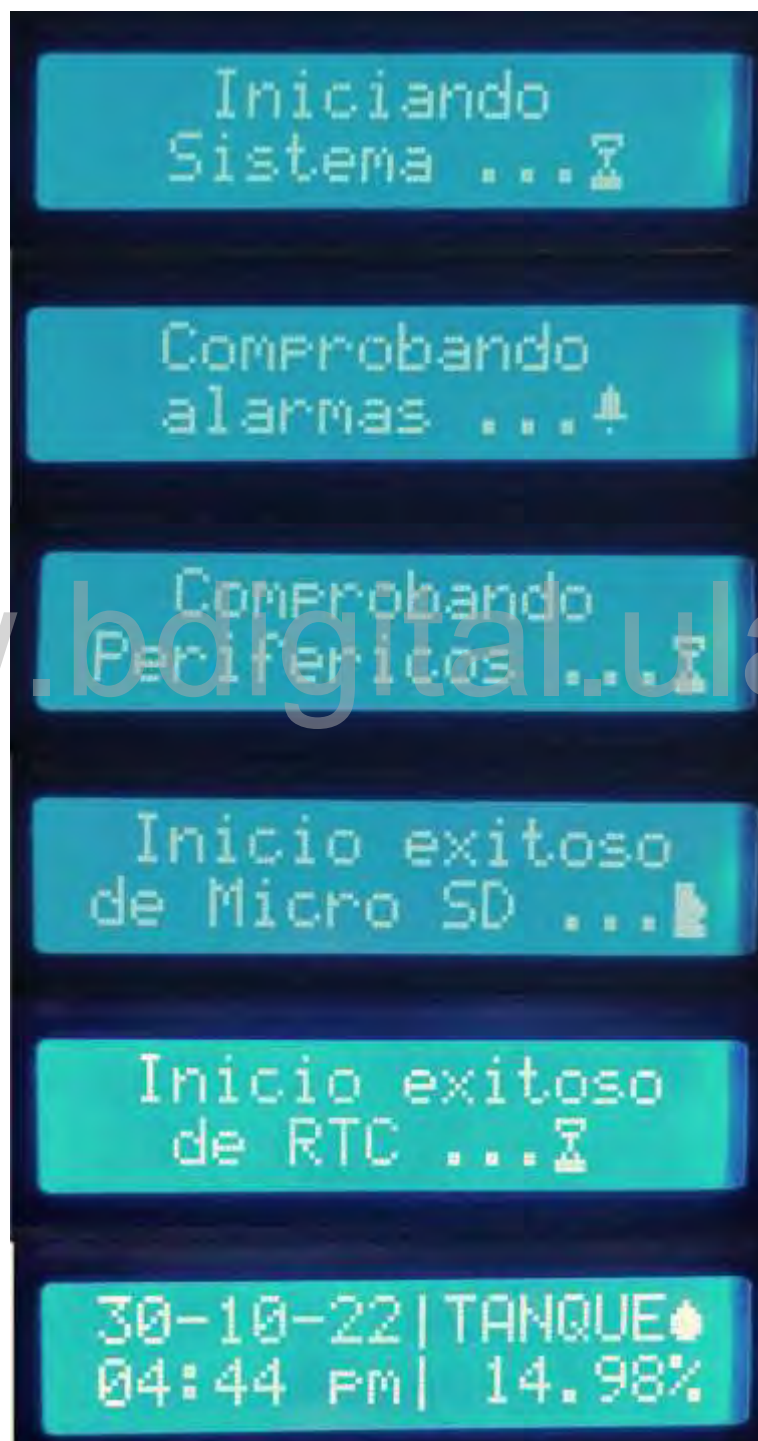 Iniciando
Sistema ...
Comprobando
alarmas ...
Comprobando
Perifericos ...
Inicio exitoso
de Micro SD ...
Inicio exitoso
de RTC ...
30-10-22|TANQUE
04:44 pm| 14.98%
.bdigital.ula